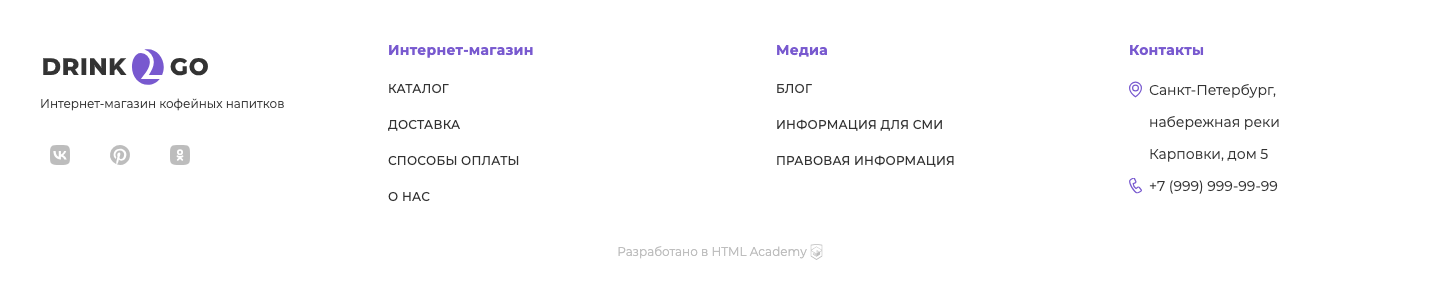 DRINK 2 GO
Интернет-магазин кофейных напитков
Интернет-магазин
КАТАЛОГ
ДОСТАВКА
СПОСОБЫ ОПЛАТЫ
О НАС
Медиа
БЛОГ
ИНФОРМАЦИЯ ДЛЯ СМИ
ПРАВОВАЯ ИНФОРМАЦИЯ
Контакты
Санкт-Петербург,
набережная реки
Карповки, дом 5
+7 (999) 999-99-99
Разработано в HTML Academy